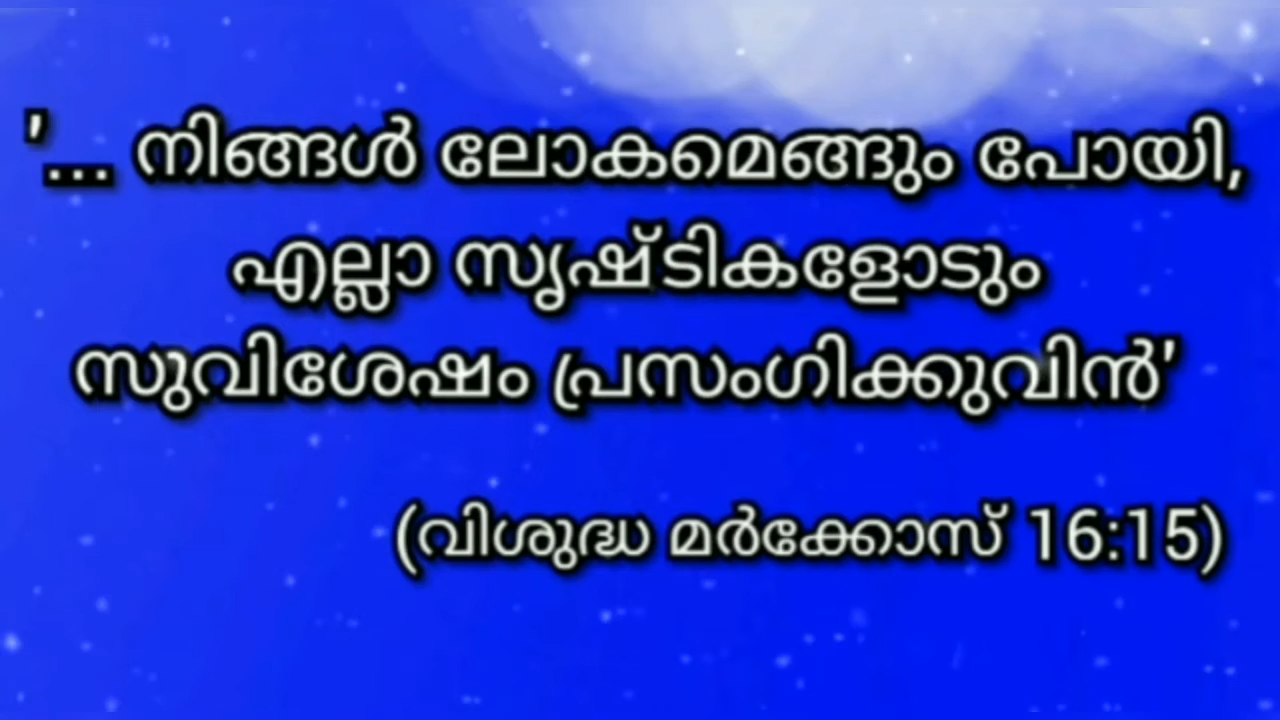 '... നിങ്ങൾ ലോകമെങ്ങും പോയി,
എല്ലാ സൃഷ്ടികളോടും
സുവിശേഷം പ്രസംഗിക്കുവിൻ'
(വിശുദ്ധ മർക്കോസ് 16:15)